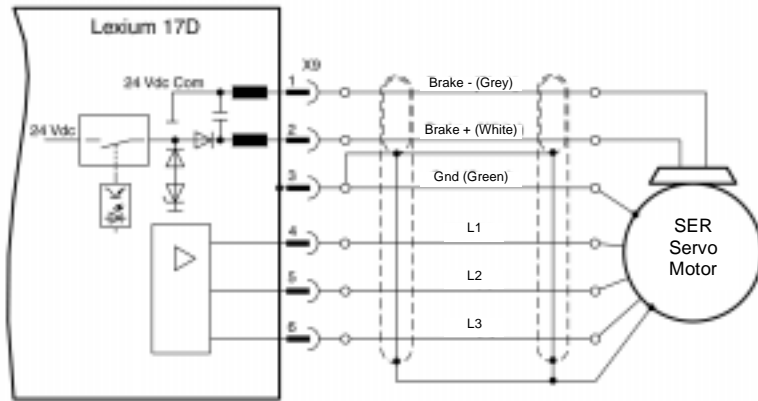 Lexium 17D
X9
24 Vdc Com
1
Brake - (Grey)
24 Vdc
2
Brake + (White)
3
Gnd (Green)
4
L1
5
L2
6
L3
SER
Servo
Motor